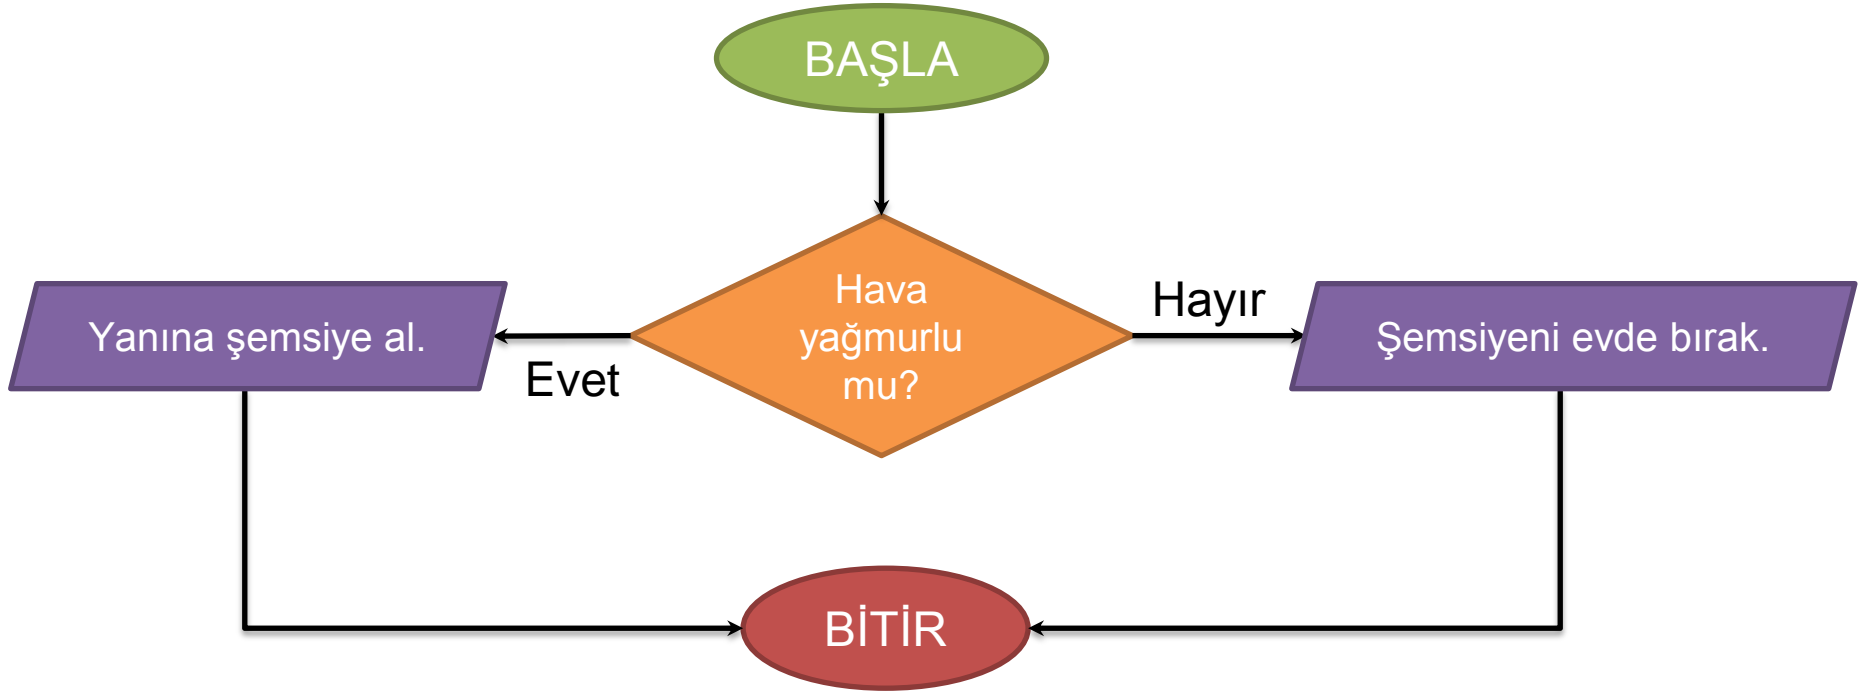 BAŞLA
Hava
yağmurlu
mu?
Evet
Yanına şemsiye al.
Hayır
Şemsiyeni evde bırak.
BİTİR